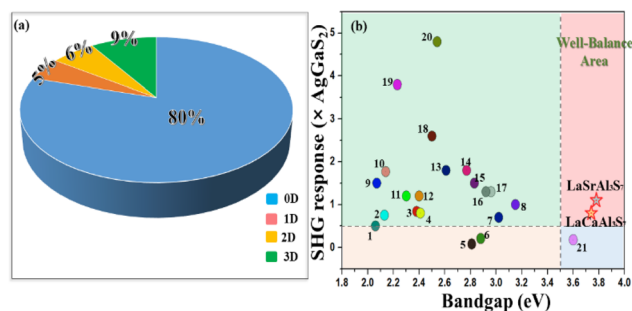 (a)
5%
6%
9%
80%
0D
1D
2D
3D
(b)
SHG response (× AgGaS₂)
5
4
3
2
1
0
1.8 2.0 2.2 2.4 2.6 2.8 3.0 3.2 3.4 3.6 3.8 4.0
Bandgap (eV)
Well-Balance
Area
20
19
18
10
9
13
14
15
11
12
16
17
2
3
4
7
8
1
5
6
21
LaSrAl₃S₇
LaCaAl₃S₇